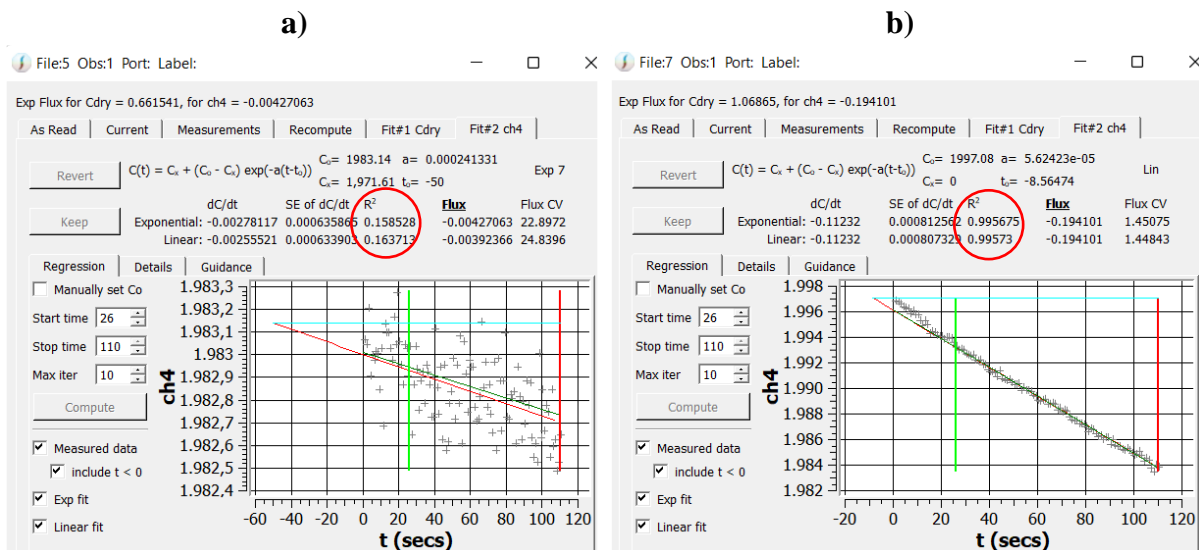 a)
File:5 Obs:1 Port: Label:
Exp Flux for Cdry = 0.661541, for ch4 = -0.00427063
As Read Current Measurements Recompute Fit#1 Cdry Fit#2 ch4
Revert
C(t) = Cₓ + (Cₒ - Cₓ) exp(-a(t-tₒ))
Cₒ= 1983.14 a= 0.000241331
Cₓ= 1,971.61 tₒ= -50
Exp 7
Keep
dC/dt SE of dC/dt R² Flux Flux CV
Exponential: -0.00278117 0.000635865 0.158528 -0.00427063 22.8972
Linear: -0.00255521 0.000633903 0.163713 -0.00392366 24.8396
Regression Details Guidance
Manually set Co
Start time 26
Stop time 110
Max iter 10
Compute
Measured data
include t < 0
Exp fit
Linear fit
ch4
1.983,3
1.983,2
1.983,1
1.983
1.982,9
1.982,8
1.982,7
1.982,6
1.982,5
1.982,4
-60 -40 -20 0 20 40 60 80 100 120
t (secs)
b)
File:7 Obs:1 Port: Label:
Exp Flux for Cdry = 1.06865, for ch4 = -0.194101
As Read Current Measurements Recompute Fit#1 Cdry Fit#2 ch4
Revert
C(t) = Cₓ + (Cₒ - Cₓ) exp(-a(t-tₒ))
Cₒ= 1997.08 a= 5.62423e-05
Cₓ= 0 tₒ= -8.56474
Lin
Keep
dC/dt SE of dC/dt R² Flux Flux CV
Exponential: -0.11232 0.000812562 0.995675 -0.194101 1.45075
Linear: -0.11232 0.000807329 0.99573 -0.194101 1.44843
Regression Details Guidance
Manually set Co
Start time 26
Stop time 110
Max iter 10
Compute
Measured data
include t < 0
Exp fit
Linear fit
ch4
1.998
1.996
1.994
1.992
1.990
1.988
1.986
1.984
1.982
-20 0 20 40 60 80 100 120
t (secs)